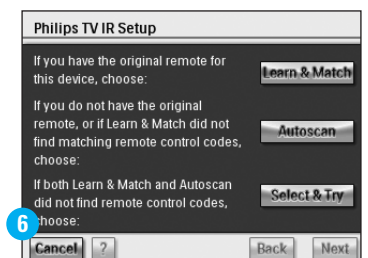 Philips TV IR Setup
If you have the original remote for
this device, choose:
Learn & Match
If you do not have the original
remote, or if Learn & Match did not
find matching remote control codes,
choose:
Autoscan
If both Learn & Match and Autoscan
did not find remote control codes,
choose:
Select & Try
6
Cancel ? Back Next